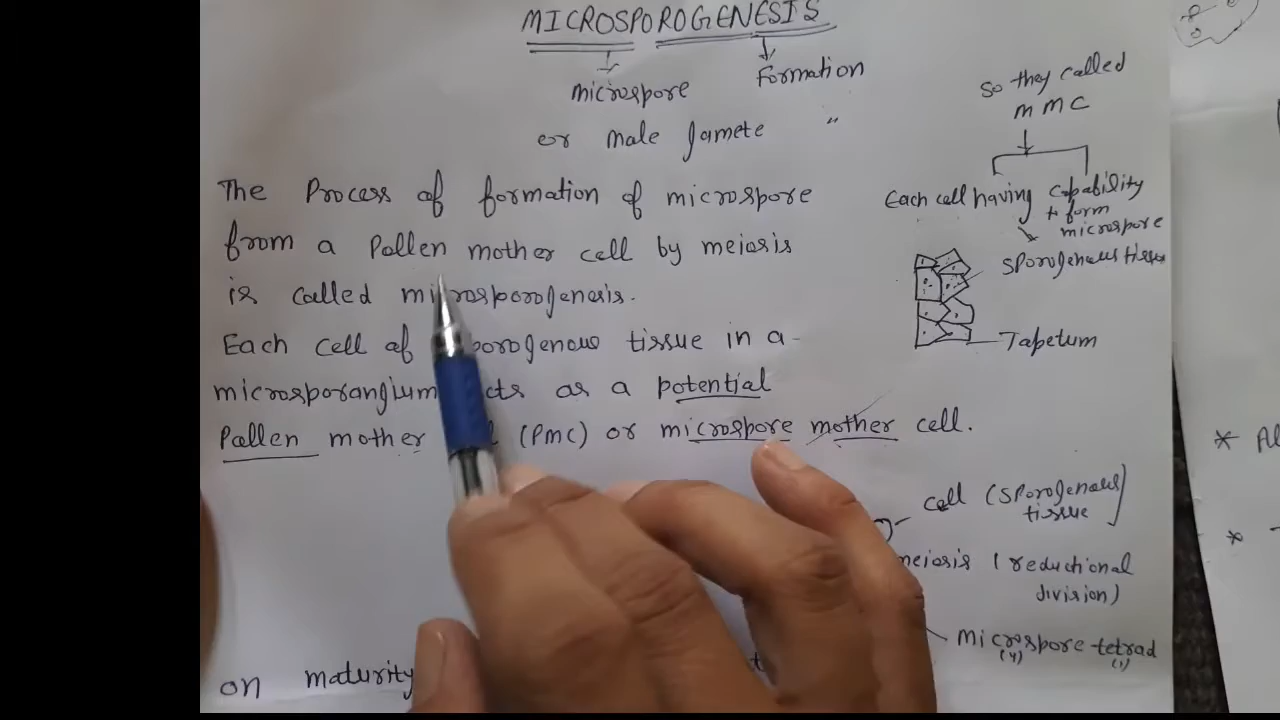 MICROSPOROGENESIS
microspore
Formation
or male gamete "
The Process of formation of microspore
from a Pollen mother cell by meiosis
is called microsporogenesis.
Each cell of sporogenous tissue in a
microsporangium acts as a potential
Pollen mother (PMC) or microspore mother cell.
on maturity
So they called
MMC
Each cell having capability
to form
microspore
sporogenous tissue
Tapetum
cell (sporogenous
tissue)
meiosis (reductional
division)
Microspore-tetrad
(4) (1)
*
*